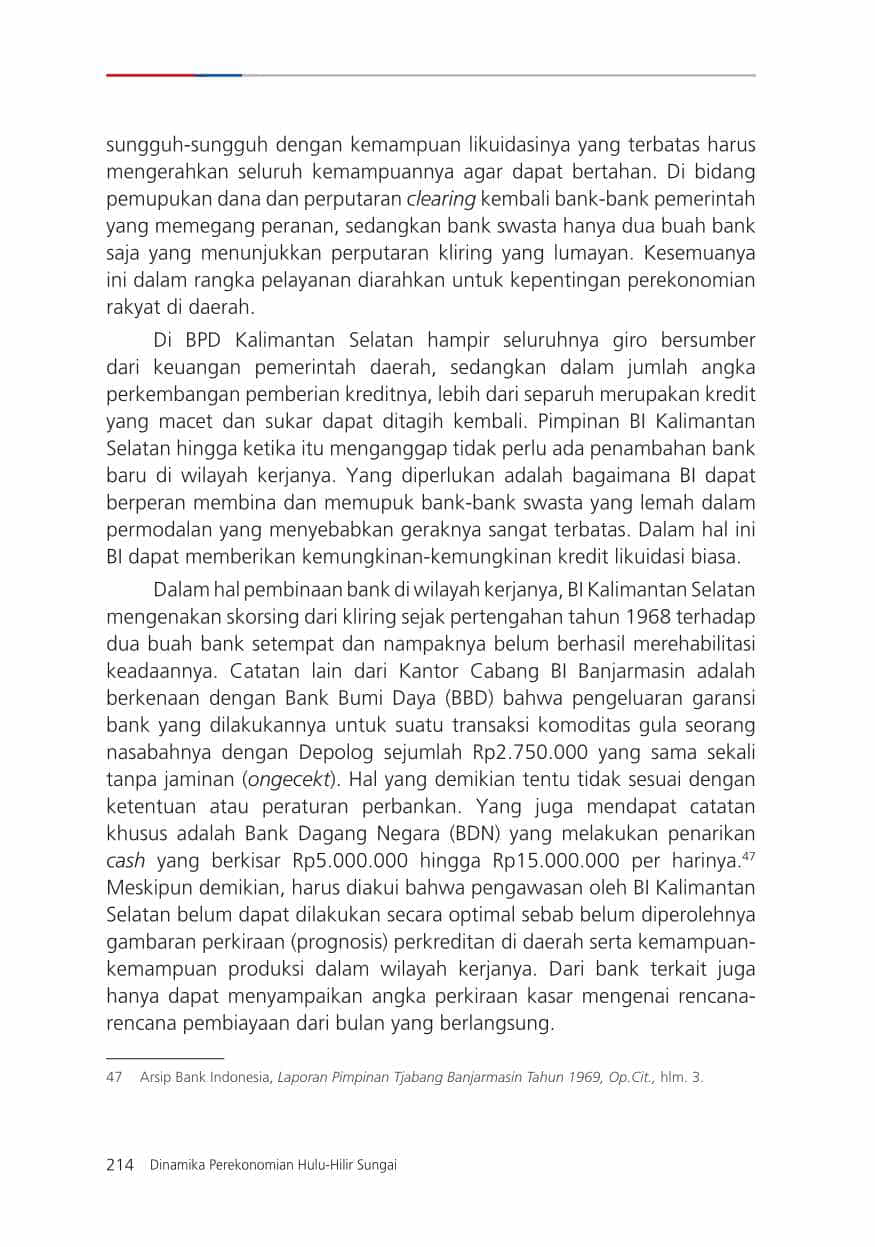 sungguh-sungguh dengan kemampuan likuidasinya yang terbatas harus
mengerahkan seluruh kemampuannya agar dapat bertahan. Di bidang
pemupukan dana dan perputaran clearing kembali bank-bank pemerintah
yang memegang peranan, sedangkan bank swasta hanya dua buah bank
saja yang menunjukkan perputaran kliring yang lumayan. Kesemuanya
ini dalam rangka pelayanan diarahkan untuk kepentingan perekonomian
rakyat di daerah.
Di BPD Kalimantan Selatan hampir seluruhnya giro bersumber
dari keuangan pemerintah daerah, sedangkan dalam jumlah angka
perkembangan pemberian kreditnya, lebih dari separuh merupakan kredit
yang macet dan sukar dapat ditagih kembali. Pimpinan BI Kalimantan
Selatan hingga ketika itu menganggap tidak perlu ada penambahan bank
baru di wilayah kerjanya. Yang diperlukan adalah bagaimana BI dapat
berperan membina dan memupuk bank-bank swasta yang lemah dalam
permodalan yang menyebabkan geraknya sangat terbatas. Dalam hal ini
BI dapat memberikan kemungkinan-kemungkinan kredit likuidasi biasa.
Dalam hal pembinaan bank di wilayah kerjanya, BI Kalimantan Selatan
mengenakan skorsing dari kliring sejak pertengahan tahun 1968 terhadap
dua buah bank setempat dan nampaknya belum berhasil merehabilitasi
keadaannya. Catatan lain dari Kantor Cabang BI Banjarmasin adalah
berkenaan dengan Bank Bumi Daya (BBD) bahwa pengeluaran garansi
bank yang dilakukannya untuk suatu transaksi komoditas gula seorang
nasabahnya dengan Depolog sejumlah Rp2.750.000 yang sama sekali
tanpa jaminan (ongecekt). Hal yang demikian tentu tidak sesuai dengan
ketentuan atau peraturan perbankan. Yang juga mendapat catatan
khusus adalah Bank Dagang Negara (BDN) yang melakukan penarikan
cash yang berkisar Rp5.000.000 hingga Rp15.000.000 per harinya.47
Meskipun demikian, harus diakui bahwa pengawasan oleh BI Kalimantan
Selatan belum dapat dilakukan secara optimal sebab belum diperolehnya
gambaran perkiraan (prognosis) perkreditan di daerah serta kemampuan-
kemampuan produksi dalam wilayah kerjanya. Dari bank terkait juga
hanya dapat menyampaikan angka perkiraan kasar mengenai rencana-
rencana pembiayaan dari bulan yang berlangsung.
47 Arsip Bank Indonesia, Laporan Pimpinan Tjabang Banjarmasin Tahun 1969, Op.Cit., hlm. 3.
214 Dinamika Perekonomian Hulu-Hilir Sungai